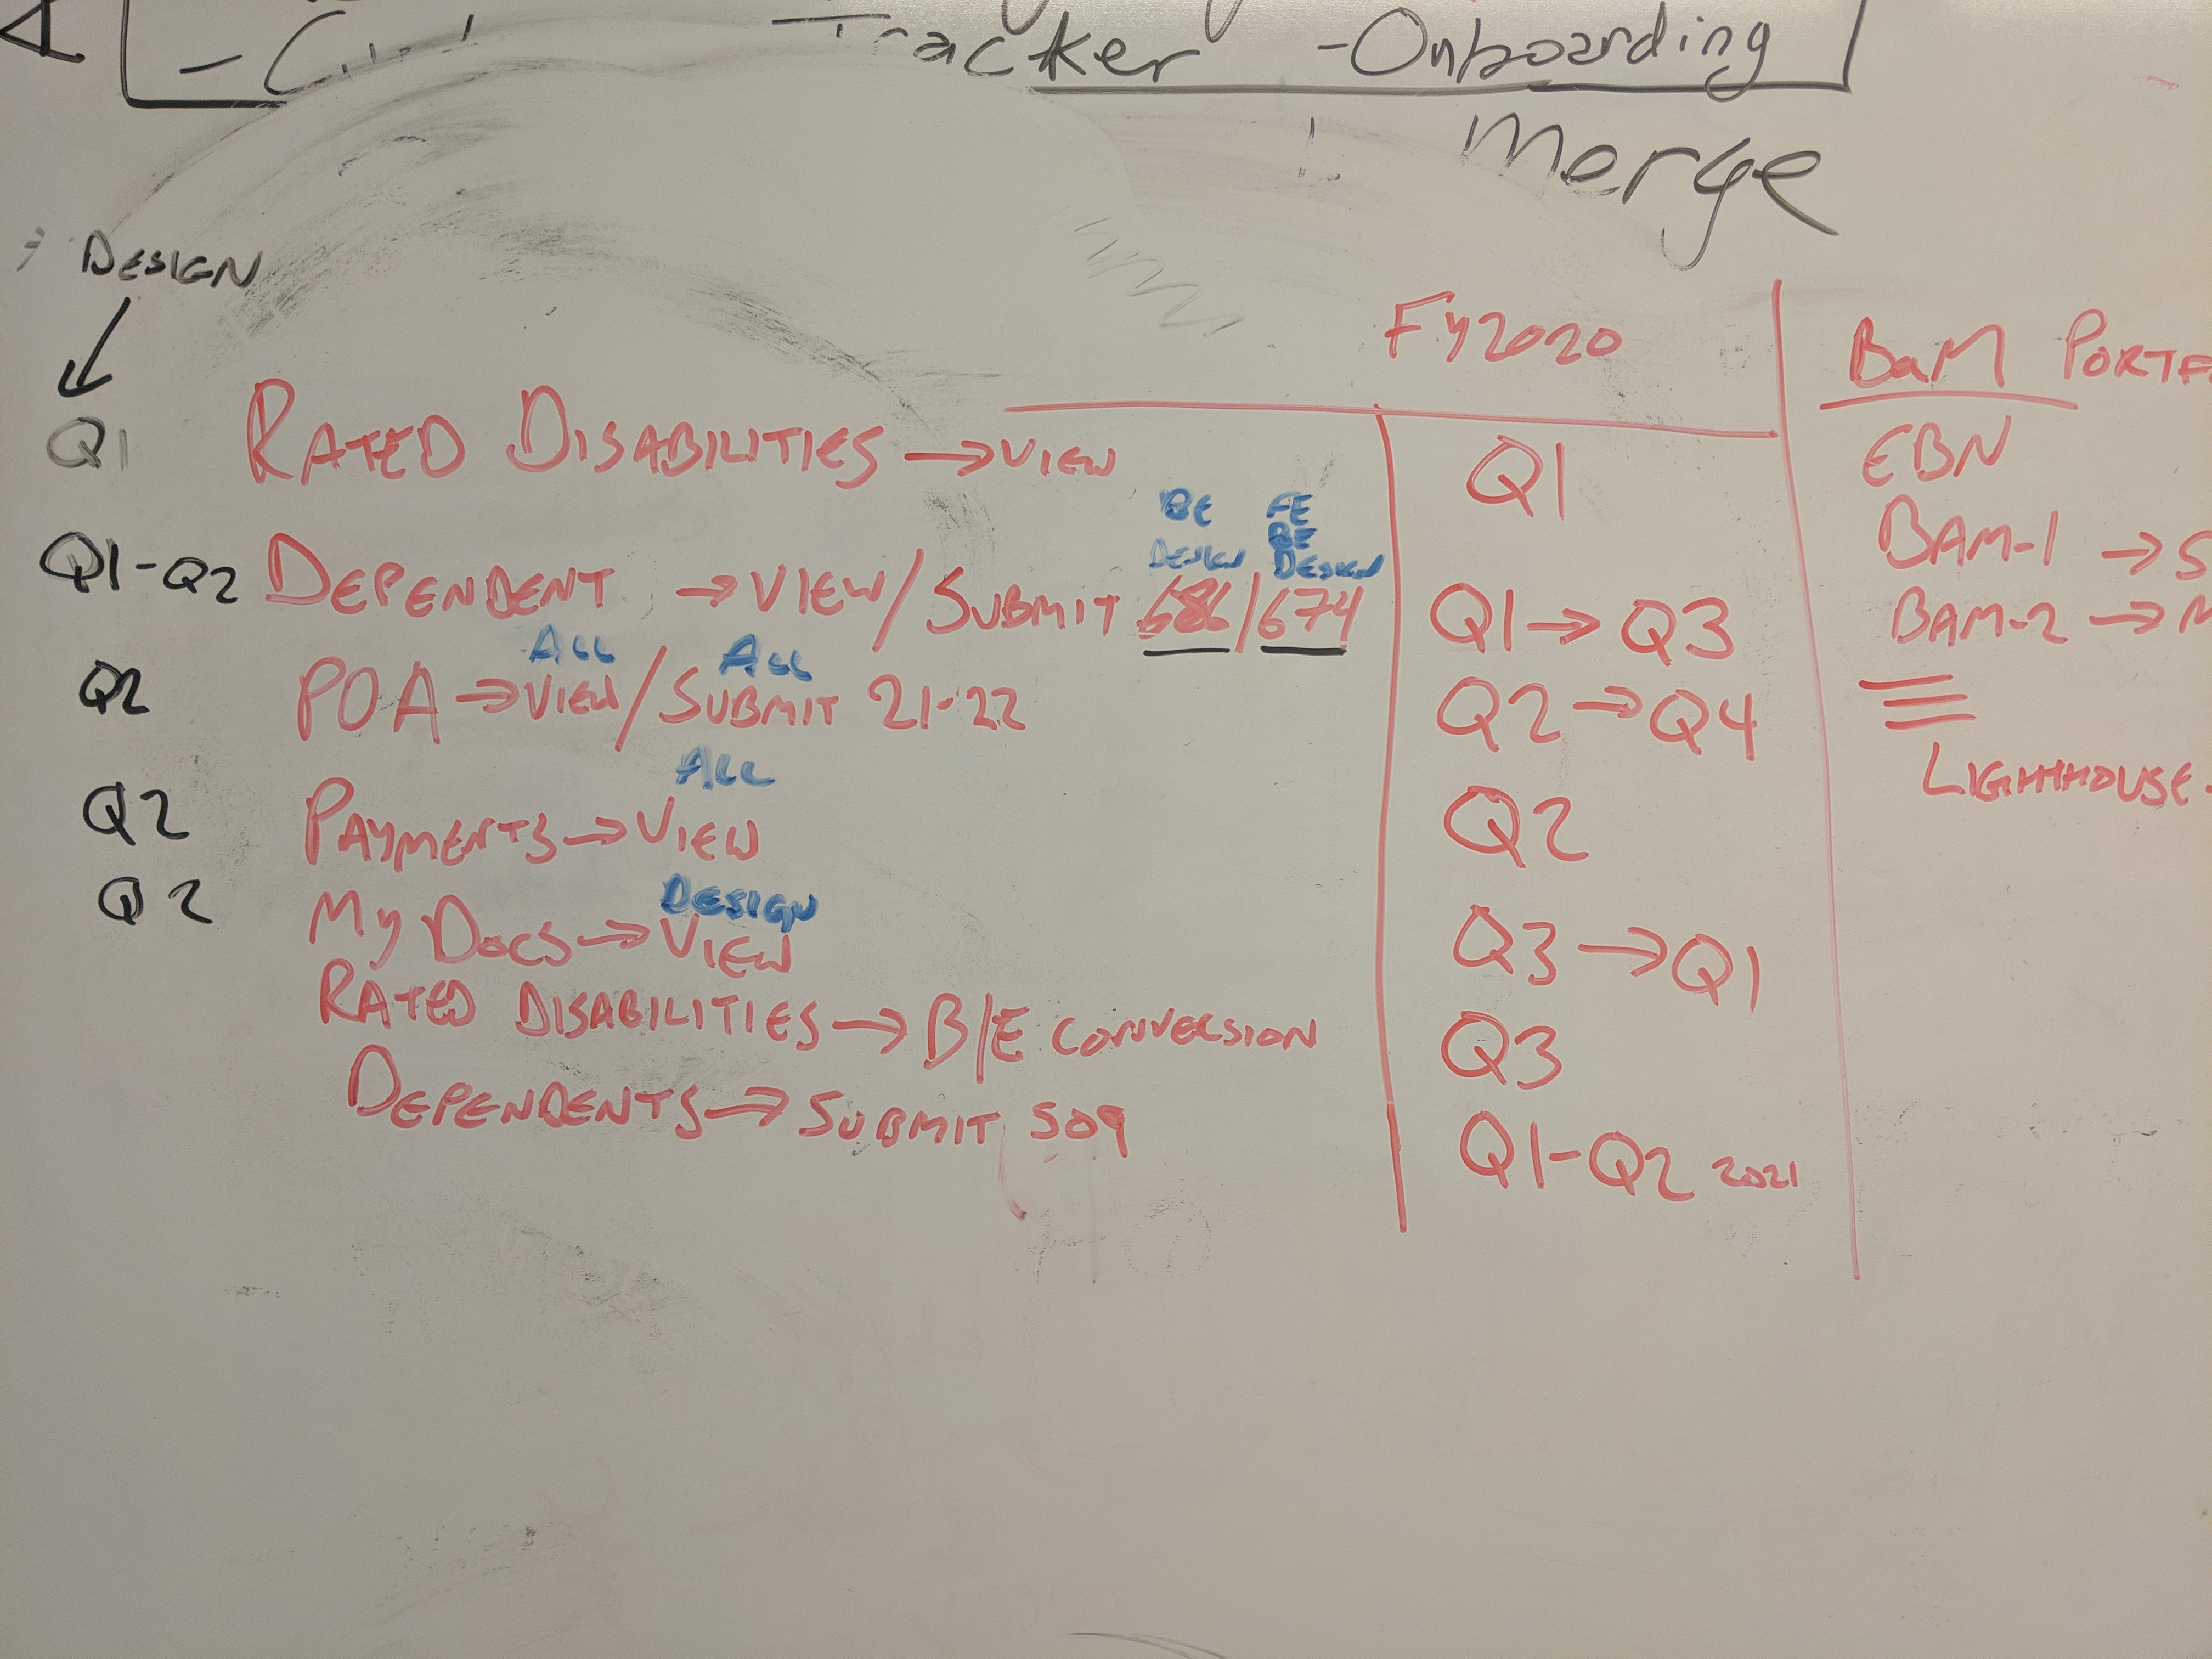 Tracker -Onboarding
Merge
DESIGN
FY2020
BaM PORTF
Q1 RATED DISABILITIES → VIEW Q1
EBN
BE FE
BE
DESIGN DESIGN
BAM-1 → S
Q1-Q2 DEPENDENT → VIEW/SUBMIT 686/674 Q1 → Q3
BAM-2 → M
ALL ALL
Q2 POA → VIEW/SUBMIT 21-22 Q2 → Q4
LIGHTHOUSE
ALL
Q2 PAYMENTS → VIEW Q2
DESIGN
Q2 MY DOCS → VIEW Q3 → Q1
RATED DISABILITIES → B/E CONVERSION Q3
DEPENDENTS → SUBMIT 509 Q1-Q2 2021